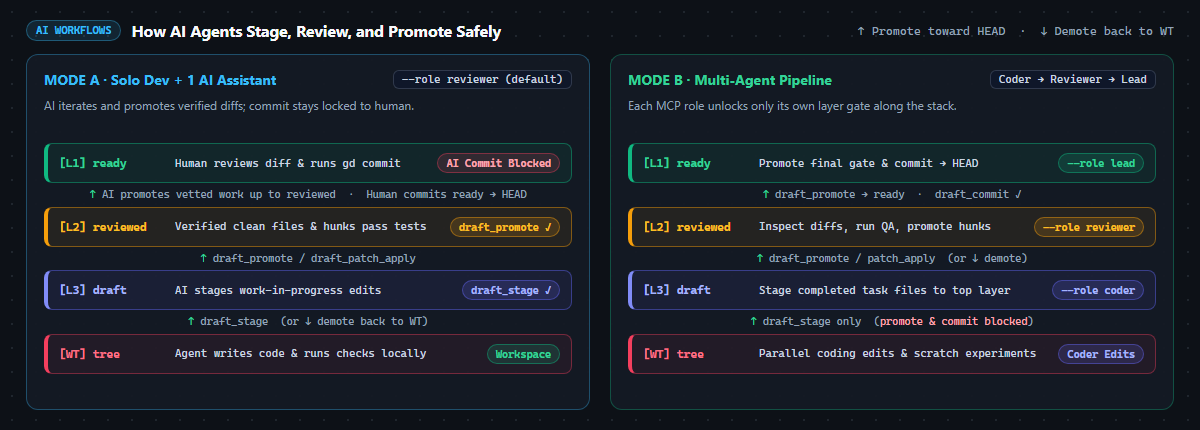 AI WORKFLOWS How AI Agents Stage, Review, and Promote Safely ↑ Promote toward HEAD · ↓ Demote back to WT
MODE A · Solo Dev + 1 AI Assistant --role reviewer (default)
AI iterates and promotes verified diffs; commit stays locked to human.
[L1] ready Human reviews diff & runs gd commit AI Commit Blocked
↑ AI promotes vetted work up to reviewed · Human commits ready → HEAD
[L2] reviewed Verified clean files & hunks pass tests draft_promote ✓
↑ draft_promote / draft_patch_apply
[L3] draft AI stages work-in-progress edits draft_stage ✓
↑ draft_stage (or ↓ demote back to WT)
[WT] tree Agent writes code & runs checks locally Workspace
MODE B · Multi-Agent Pipeline Coder → Reviewer → Lead
Each MCP role unlocks only its own layer gate along the stack.
[L1] ready Promote final gate & commit → HEAD --role lead
↑ draft_promote → ready · draft_commit ✓
[L2] reviewed Inspect diffs, run QA, promote hunks --role reviewer
↑ draft_promote / patch_apply (or ↓ demote)
[L3] draft Stage completed task files to top layer --role coder
↑ draft_stage only (promote & commit blocked)
[WT] tree Parallel coding edits & scratch experiments Coder Edits